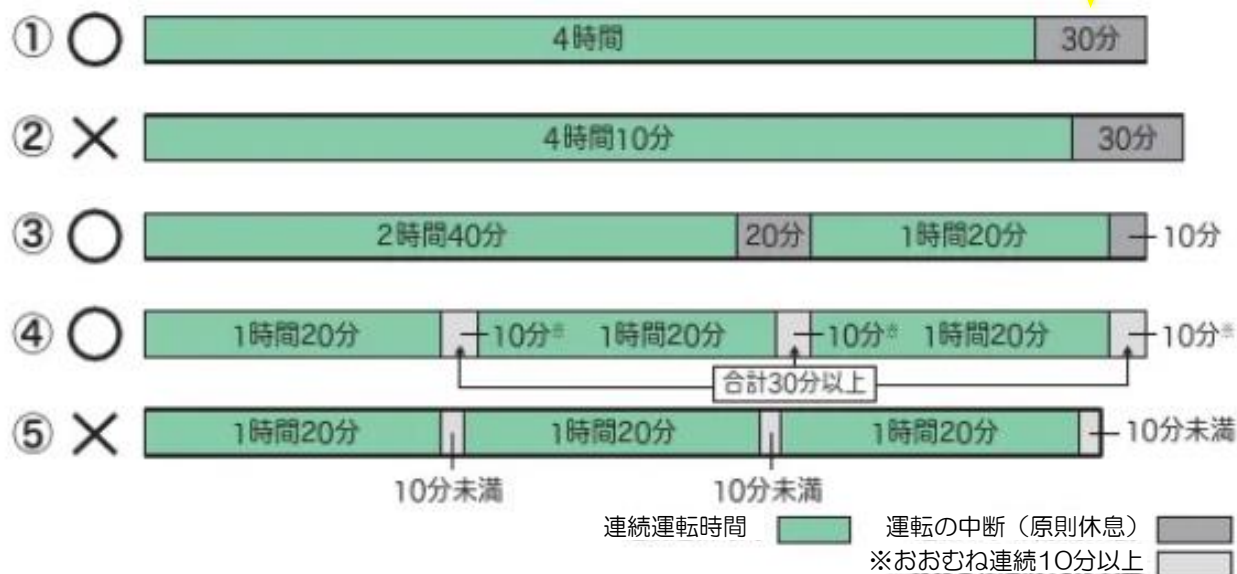 ① ○ 4時間 30分
② × 4時間10分 30分
③ ○ 2時間40分 20分 1時間20分 10分
④ ○ 1時間20分 10分※ 1時間20分 10分※ 1時間20分 10分※
合計30分以上
⑤ × 1時間20分 1時間20分 1時間20分 10分未満
10分未満 10分未満
連続運転時間 運転の中断（原則休息）
※おおむね連続10分以上